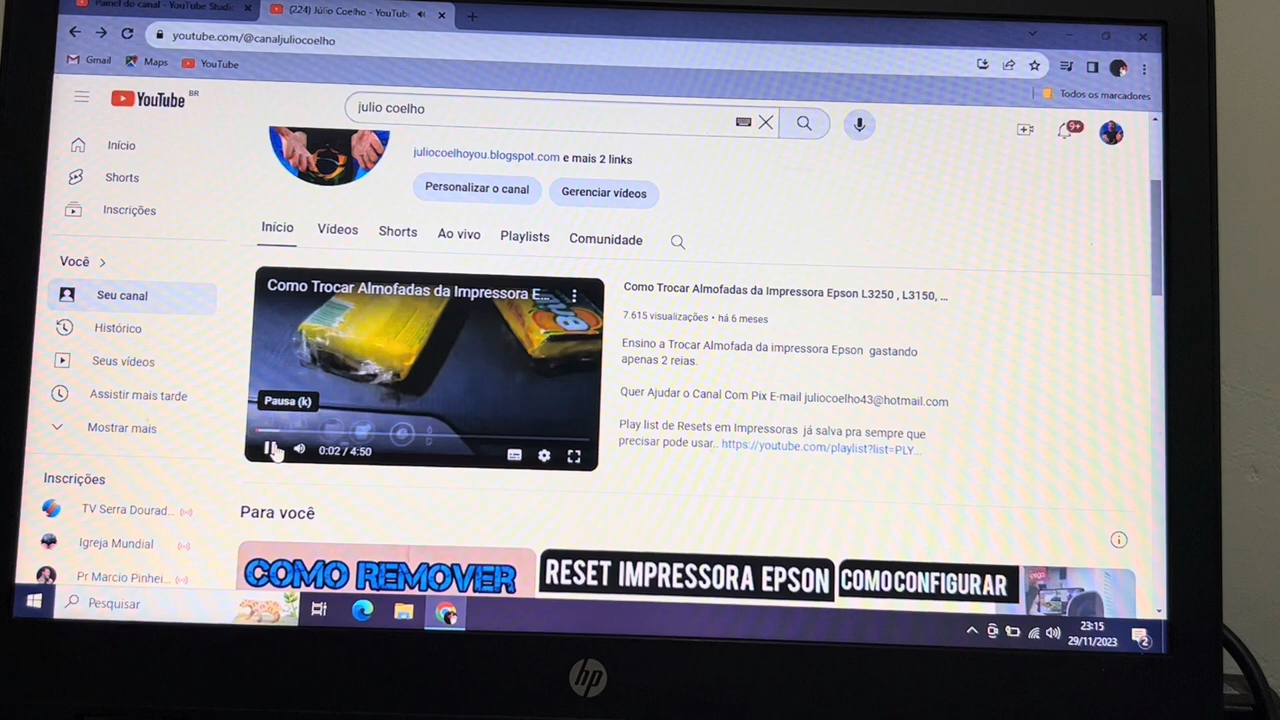 Painel do canal - YouTube Studio
(224) Júlio Coelho - YouTube
youtube.com/@canaljuliocoelho
Gmail
Maps
YouTube
Todos os marcadores
YouTube BR
julio coelho
9+
Início
Shorts
Inscrições
Você
Seu canal
Histórico
Seus vídeos
Assistir mais tarde
Mostrar mais
Inscrições
TV Serra Dourad...
Igreja Mundial
Pr Marcio Pinhei...
juliocoelhoyou.blogspot.com e mais 2 links
Personalizar o canal
Gerenciar vídeos
Início
Vídeos
Shorts
Ao vivo
Playlists
Comunidade
Como Trocar Almofadas da Impressora E...
Pausa (k)
0:02 / 4:50
Como Trocar Almofadas da Impressora Epson L3250 , L3150, ...
7.615 visualizações • há 6 meses
Ensino a Trocar Almofada da impressora Epson gastando
apenas 2 reias.
Quer Ajudar o Canal Com Pix E-mail juliocoelho43@hotmail.com
Play list de Resets em Impressoras já salva pra sempre que
precisar pode usar.. https://youtube.com/playlist?list=PLY...
Para você
COMO REMOVER
RESET IMPRESSORA EPSON
COMO CONFIGURAR
Pesquisar
23:15
29/11/2023
2
hp